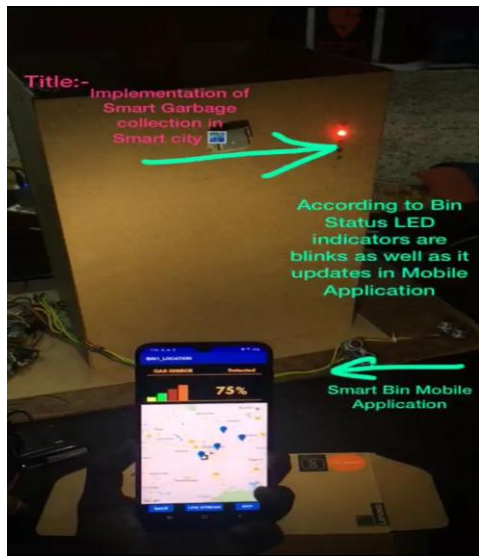 Title:-
Implementation of
Smart Garbage
collection in
Smart city
According to Bin
Status LED
indicators are
blinks as well as it
updates in Mobile
Application
BIN1_LOCATION
GAS SENSOR Detected
75%
Smart Bin Mobile
Application
BACK LIVE STREAM EXIT